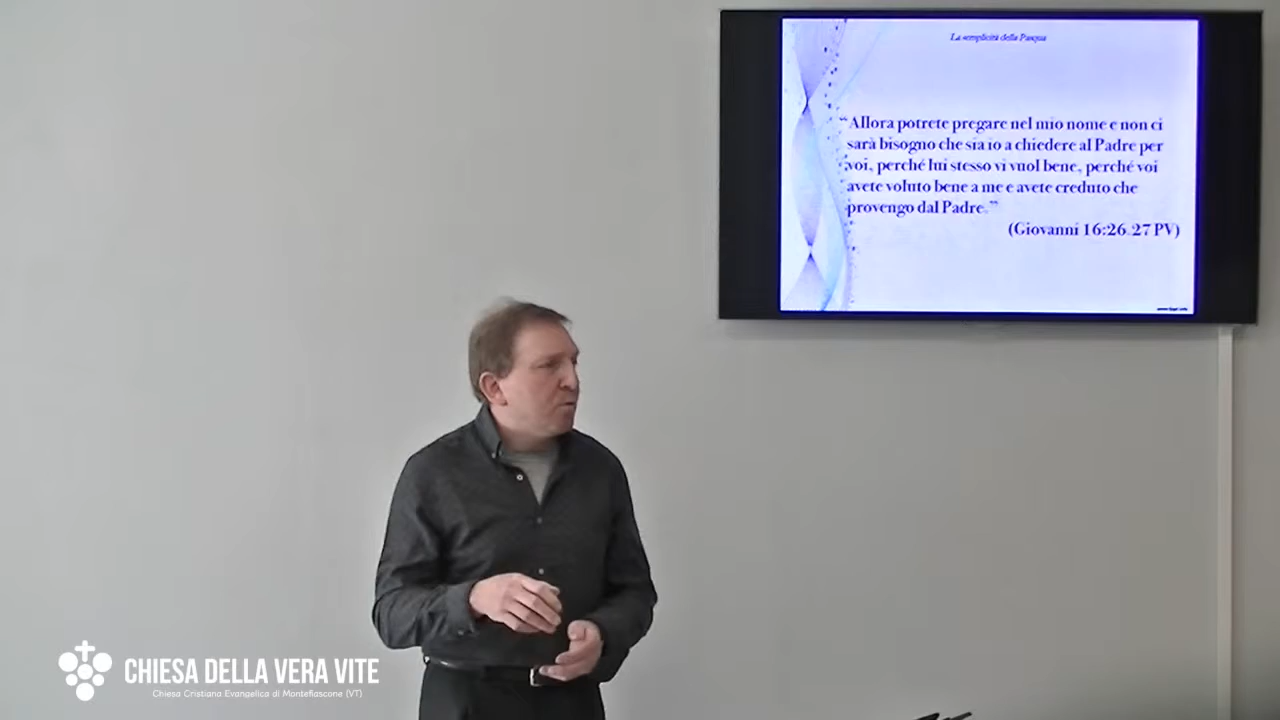 La semplicità della Pasqua
“Allora potrete pregare nel mio nome e non ci
sarà bisogno che sia io a chiedere al Padre per
voi, perché lui stesso vi vuol bene, perché voi
avete voluto bene a me e avete creduto che
provengo dal Padre.”
(Giovanni 16:26-27 PV)
CHIESA DELLA VERA VITE
Chiesa Cristiana Evangelica di Montefiascone (VT)